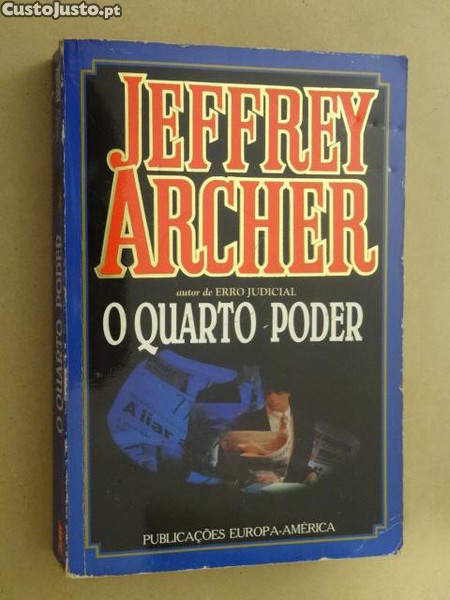 CustoJusto.pt
JEFFREY
ARCHER
autor de ERRO JUDICIAL
O QUARTO PODER
A liar
PUBLICAÇÕES EUROPA-AMÉRICA
O QUARTO PODER